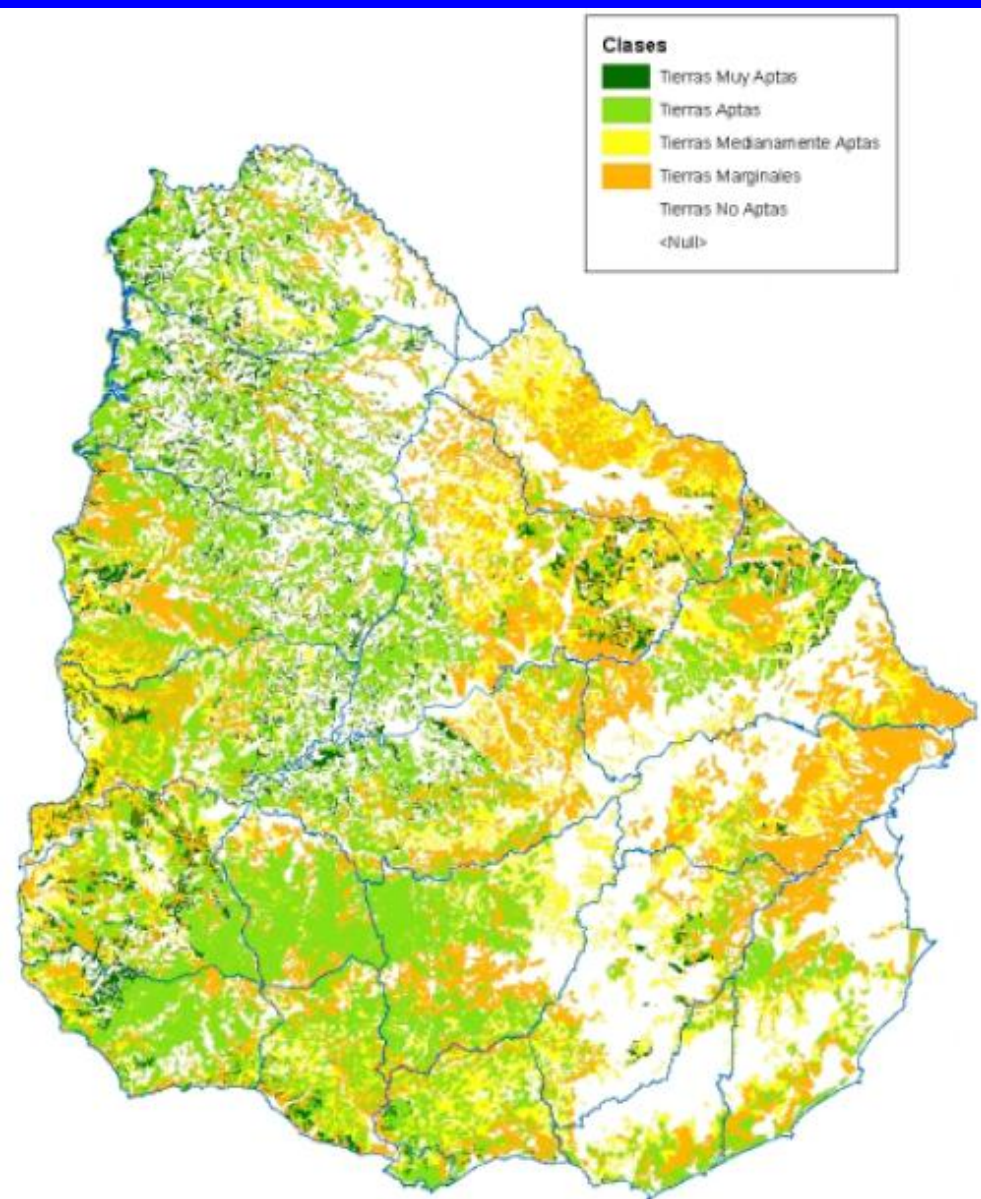 Clases
Tierras Muy Aptas
Tierras Aptas
Tierras Medianamente Aptas
Tierras Marginales
Tierras No Aptas
<Null>